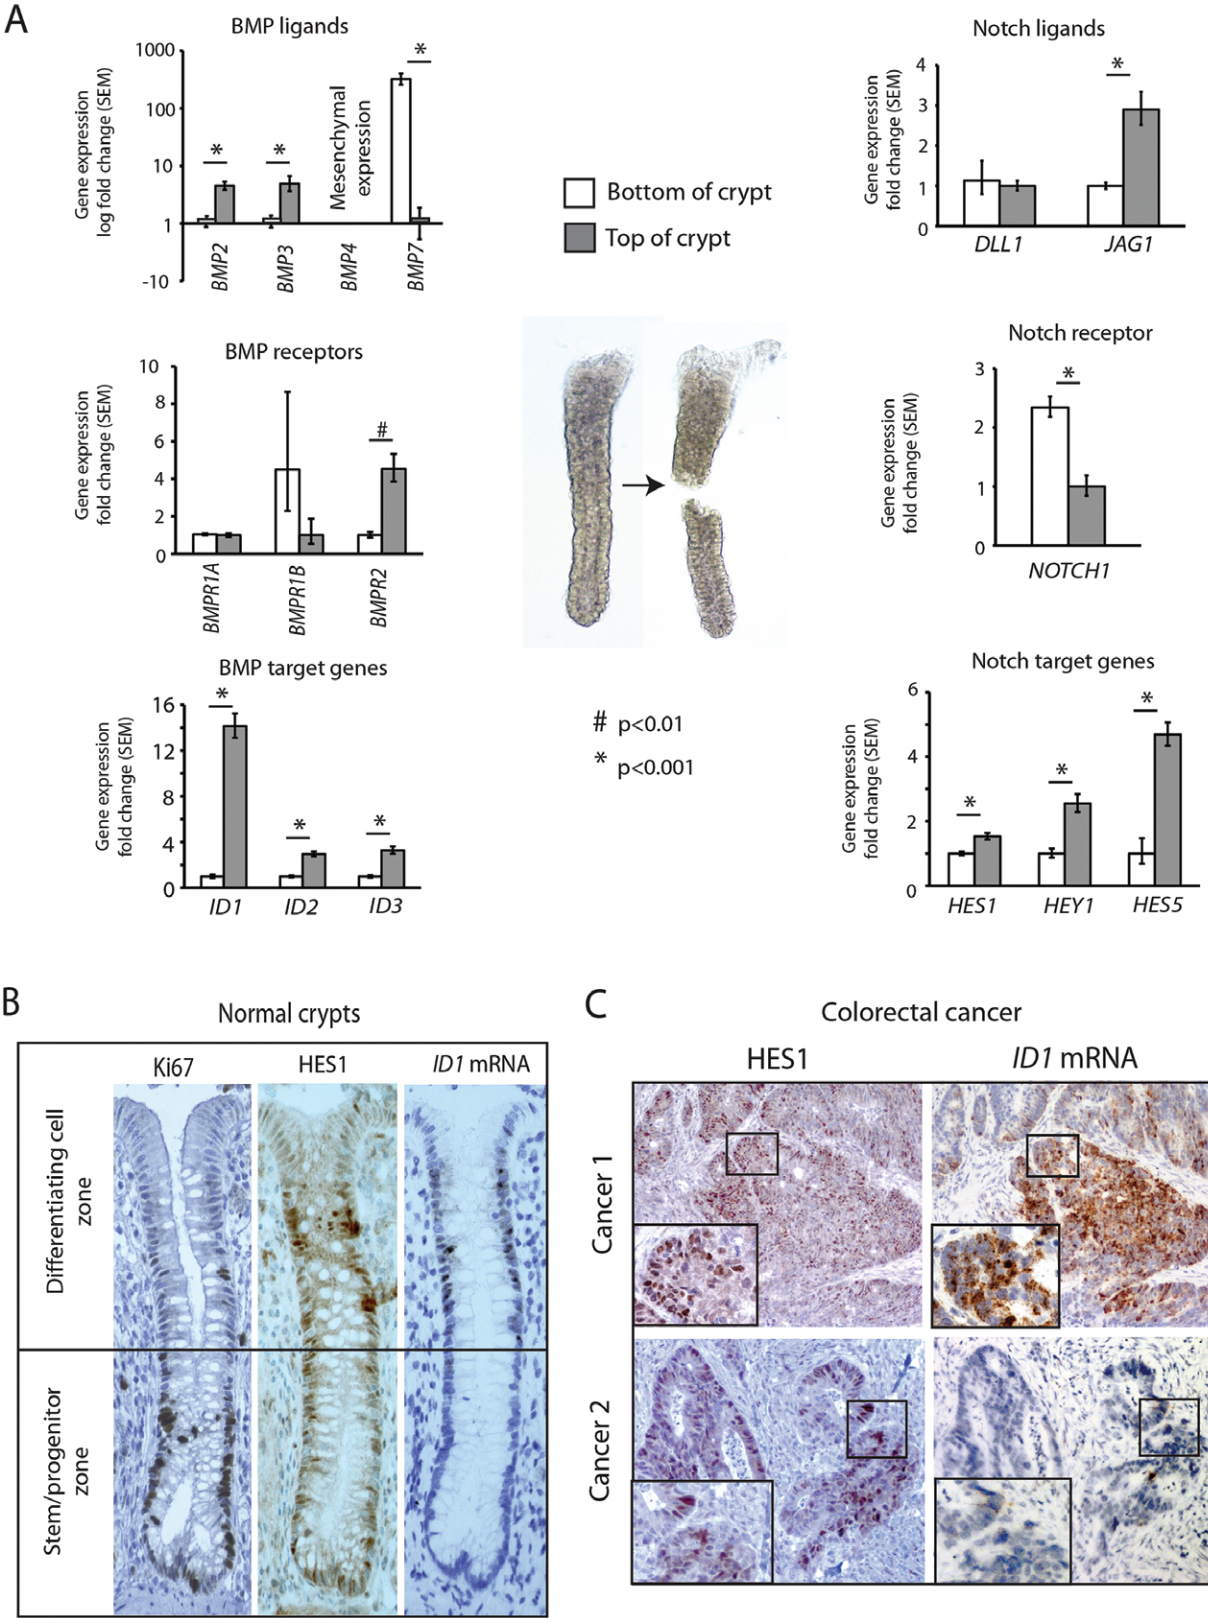 A
BMP ligands
Gene expression
log fold change (SEM)
1000
100
10
1
-10
*
*
Mesenchymal
expression
*
BMP2
BMP3
BMP4
BMP7
Bottom of crypt
Top of crypt
Notch ligands
Gene expression
fold change (SEM)
4
3
2
1
0
*
DLL1
JAG1
BMP receptors
Gene expression
fold change (SEM)
10
8
6
4
2
0
#
BMPR1A
BMPR1B
BMPR2
Notch receptor
Gene expression
fold change (SEM)
3
2
1
0
*
NOTCH1
BMP target genes
Gene expression
fold change (SEM)
16
12
8
4
0
*
*
*
ID1
ID2
ID3
# p<0.01
* p<0.001
Notch target genes
Gene expression
fold change (SEM)
6
4
2
0
*
*
*
HES1
HEY1
HES5
B
Normal crypts
Ki67
HES1
ID1 mRNA
Differentiating cell
zone
Stem/progenitor
zone
C
Colorectal cancer
HES1
ID1 mRNA
Cancer 1
Cancer 2